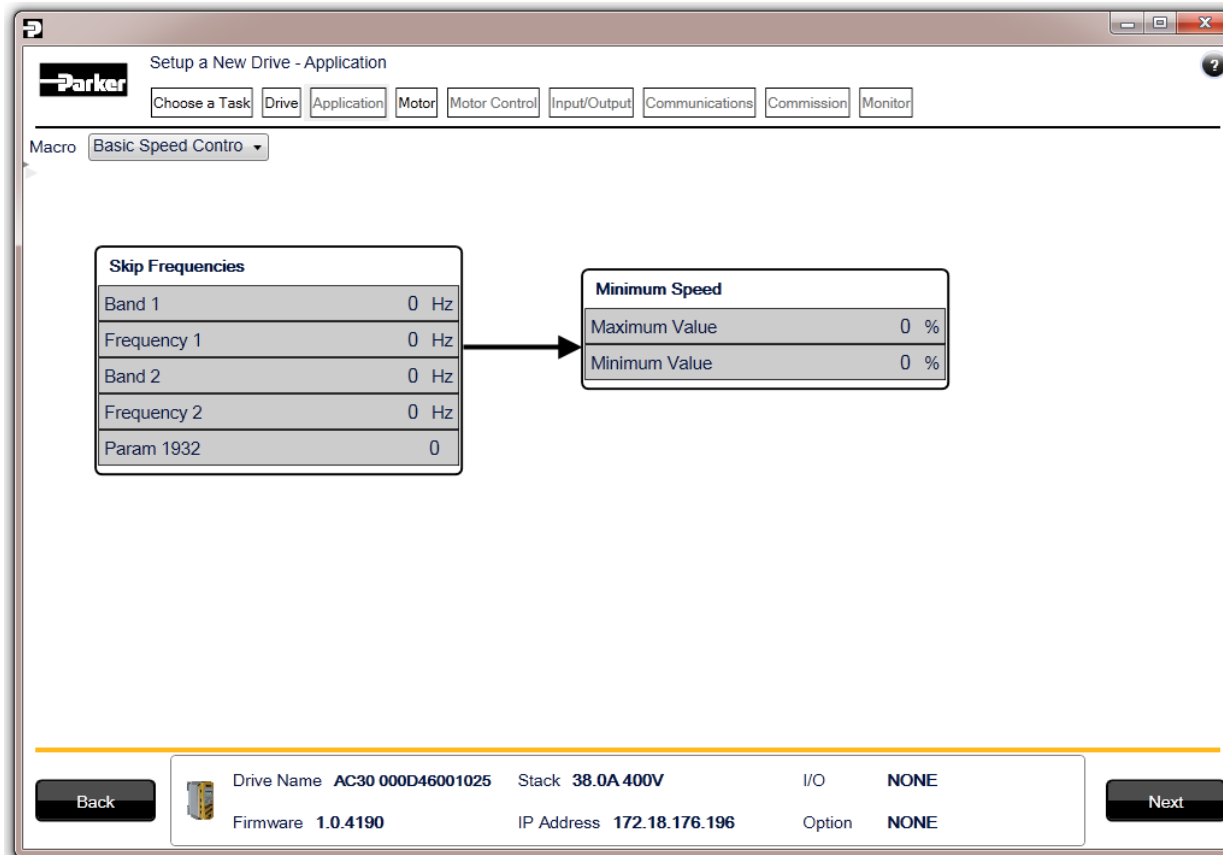 Setup a New Drive - Application
?
Parker
Choose a Task Drive Application Motor Motor Control Input/Output Communications Commission Monitor
Macro Basic Speed Contro
Skip Frequencies
Band 1 0 Hz
Frequency 1 0 Hz
Band 2 0 Hz
Frequency 2 0 Hz
Param 1932 0
Minimum Speed
Maximum Value 0 %
Minimum Value 0 %
Back
Drive Name AC30 000D46001025 Stack 38.0A 400V I/O NONE
Firmware 1.0.4190 IP Address 172.18.176.196 Option NONE
Next